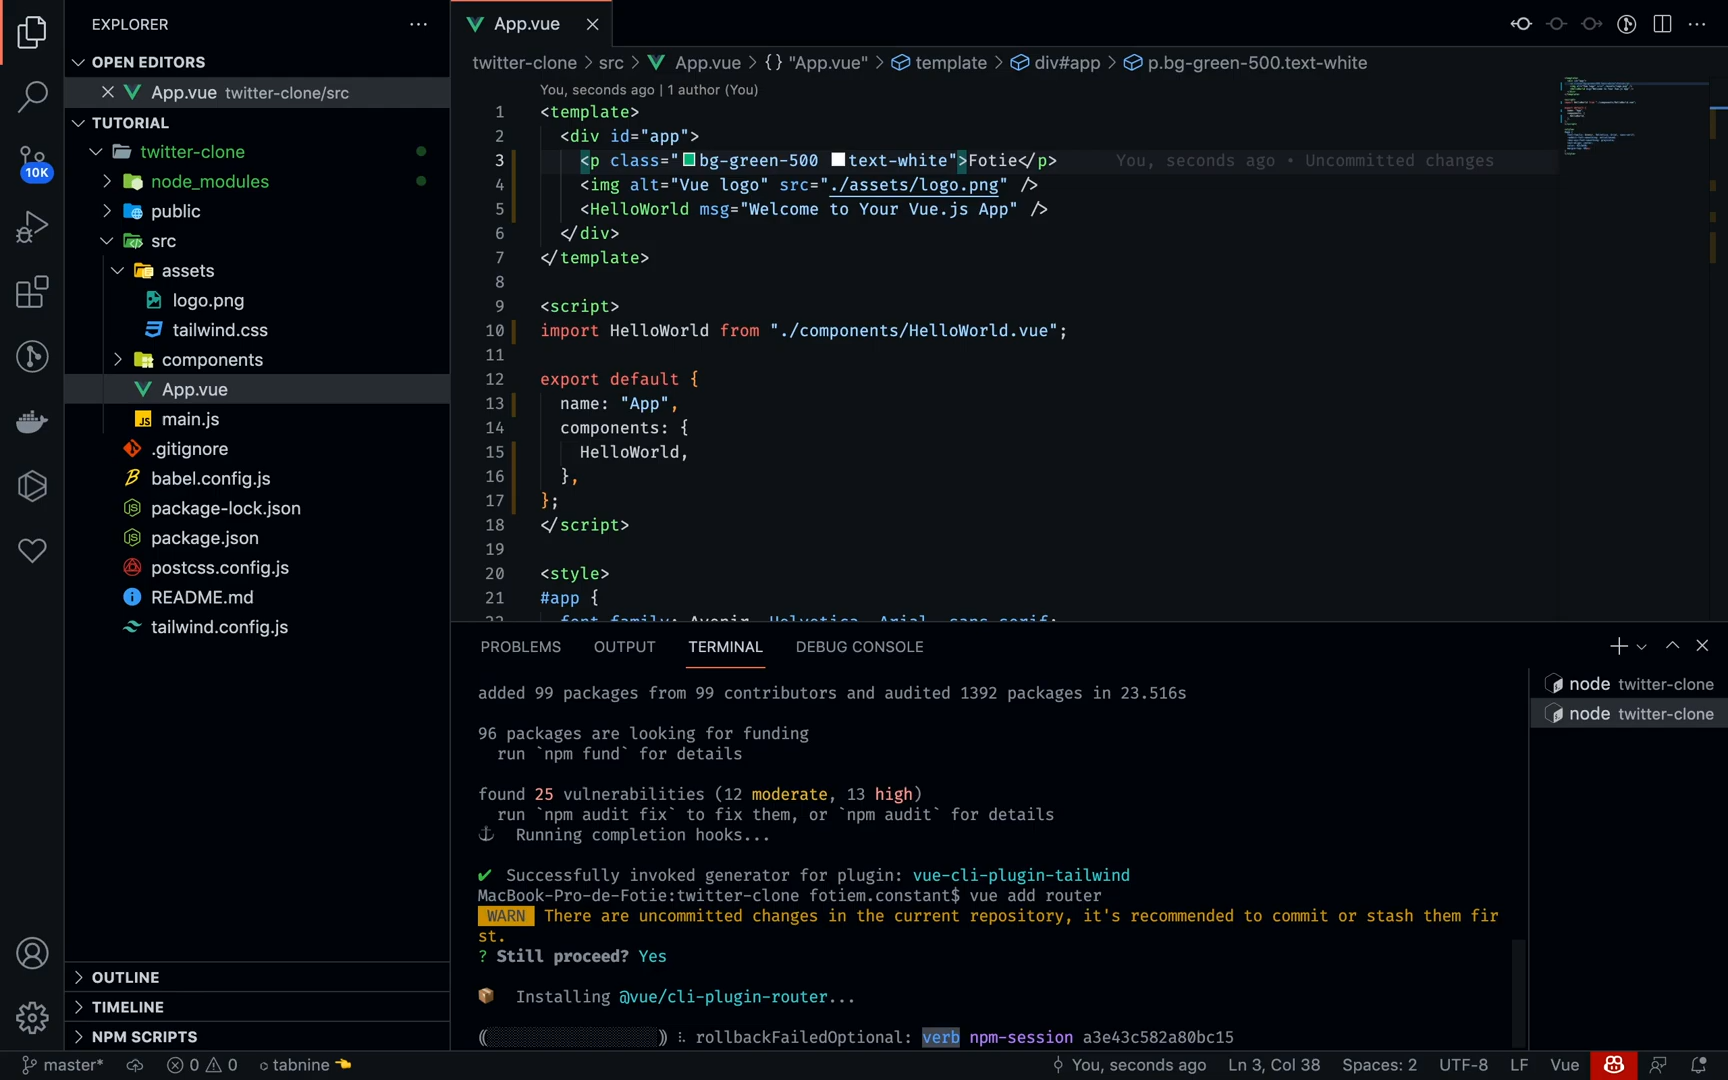 EXPLORER
OPEN EDITORS
App.vue twitter-clone/src
TUTORIAL
twitter-clone
node_modules
public
src
assets
logo.png
tailwind.css
components
App.vue
main.js
.gitignore
babel.config.js
package-lock.json
package.json
postcss.config.js
README.md
tailwind.config.js
OUTLINE
TIMELINE
NPM SCRIPTS
10K
App.vue
twitter-clone > src > App.vue > {} "App.vue" > template > div#app > p.bg-green-500.text-white
You, seconds ago | 1 author (You)
1 <template>
2 <div id="app">
3 <p class="bg-green-500 text-white">Fotie</p> You, seconds ago • Uncommitted changes
4 <img alt="Vue logo" src="./assets/logo.png" />
5 <HelloWorld msg="Welcome to Your Vue.js App" />
6 </div>
7 </template>
8
9 <script>
10 import HelloWorld from "./components/HelloWorld.vue";
11
12 export default {
13 name: "App",
14 components: {
15 HelloWorld,
16 },
17 };
18 </script>
19
20 <style>
21 #app {
22 font-family: Avenir, Helvetica, Arial, sans-serif;
PROBLEMS OUTPUT TERMINAL DEBUG CONSOLE
added 99 packages from 99 contributors and audited 1392 packages in 23.516s
96 packages are looking for funding
run `npm fund` for details
found 25 vulnerabilities (12 moderate, 13 high)
run `npm audit fix` to fix them, or `npm audit` for details
Running completion hooks...
✔ Successfully invoked generator for plugin: vue-cli-plugin-tailwind
MacBook-Pro-de-Fotie:twitter-clone fotiem.constant$ vue add router
WARN There are uncommitted changes in the current repository, it's recommended to commit or stash them fir
st.
? Still proceed? Yes
Installing @vue/cli-plugin-router...
rollbackFailedOptional: verb npm-session a3e43c582a80bc15
node twitter-clone
node twitter-clone
master* 0 0 tabnine You, seconds ago Ln 3, Col 38 Spaces: 2 UTF-8 LF Vue